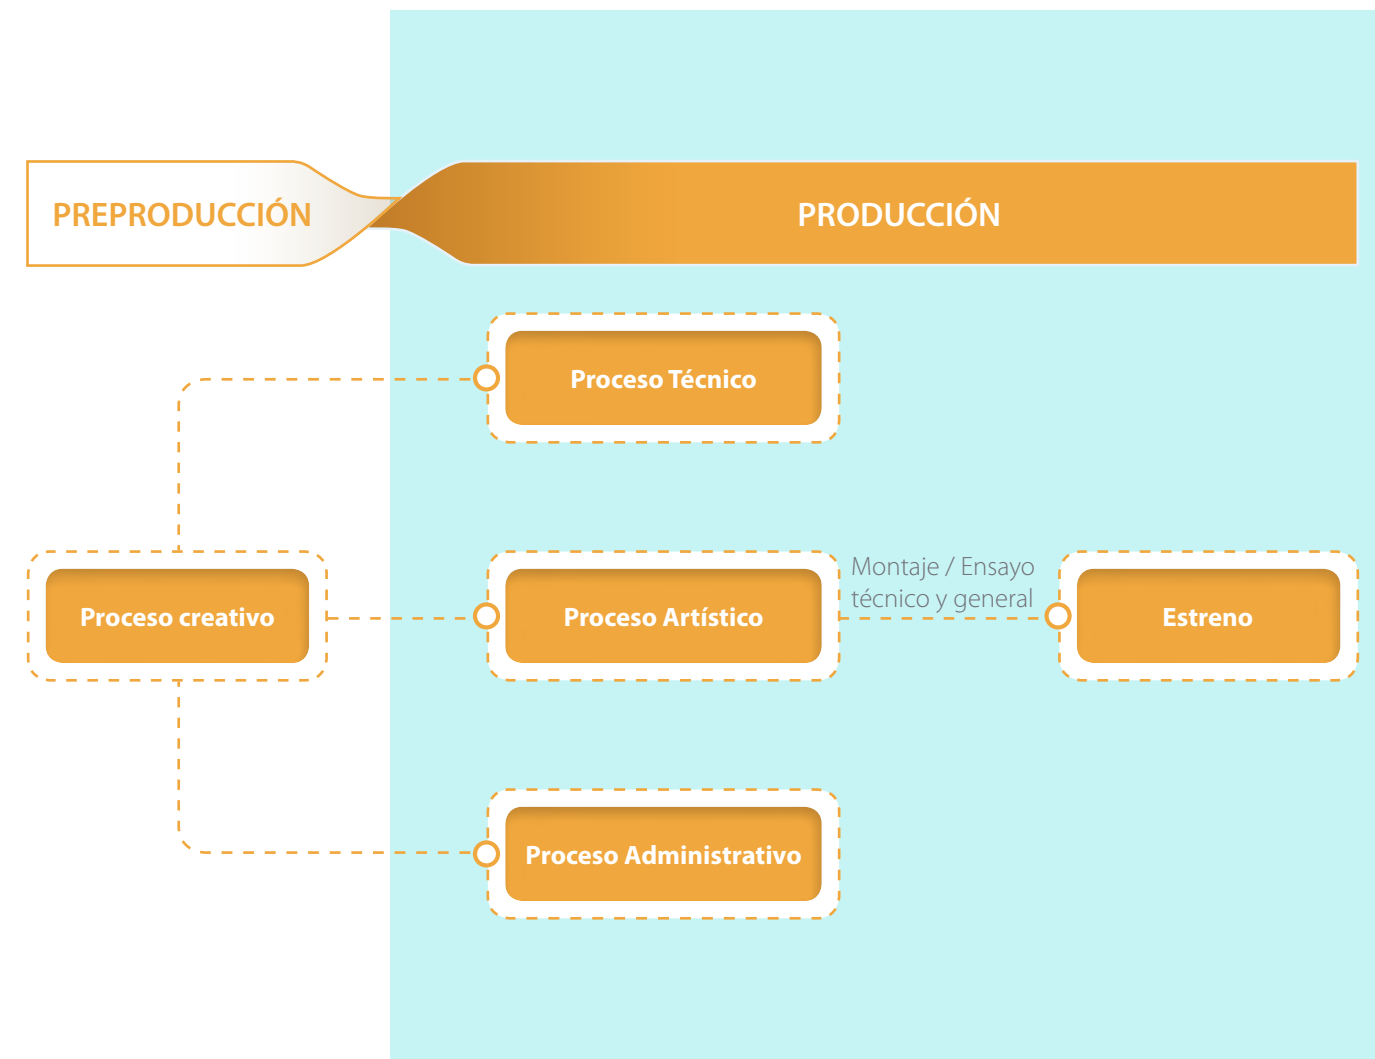 PREPRODUCCIÓN
PRODUCCIÓN
Proceso Técnico
Proceso creativo
Proceso Artístico
Montaje / Ensayo
técnico y general
Estreno
Proceso Administrativo